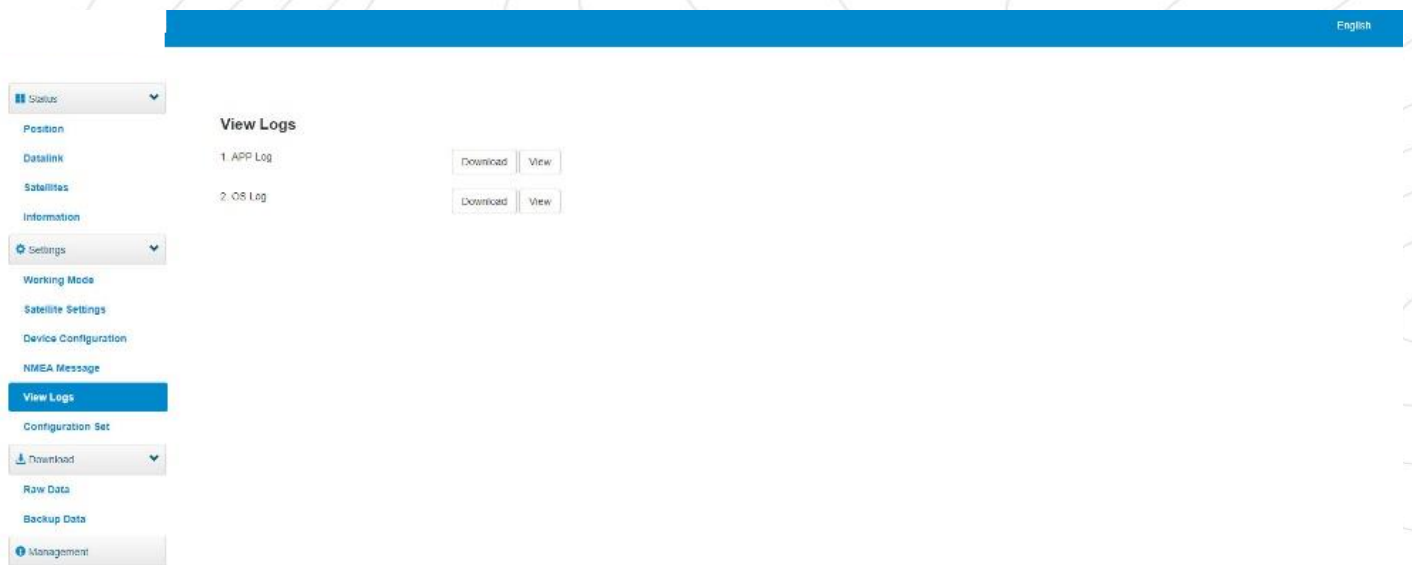 English
Status
Position
Datalink
Satellites
Information
Settings
Working Mode
Satellite Settings
Device Configuration
NMEA Message
View Logs
Configuration Set
Download
Raw Data
Backup Data
Management
View Logs
1. APP Log
Download View
2. OS Log
Download View